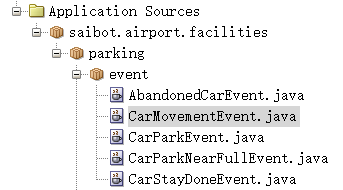 Application Sources
saibot.airport.facilities
parking
event
AbandonedCarEvent.java
CarMovementEvent.java
CarParkEvent.java
CarParkNearFullEvent.java
CarStayDoneEvent.java